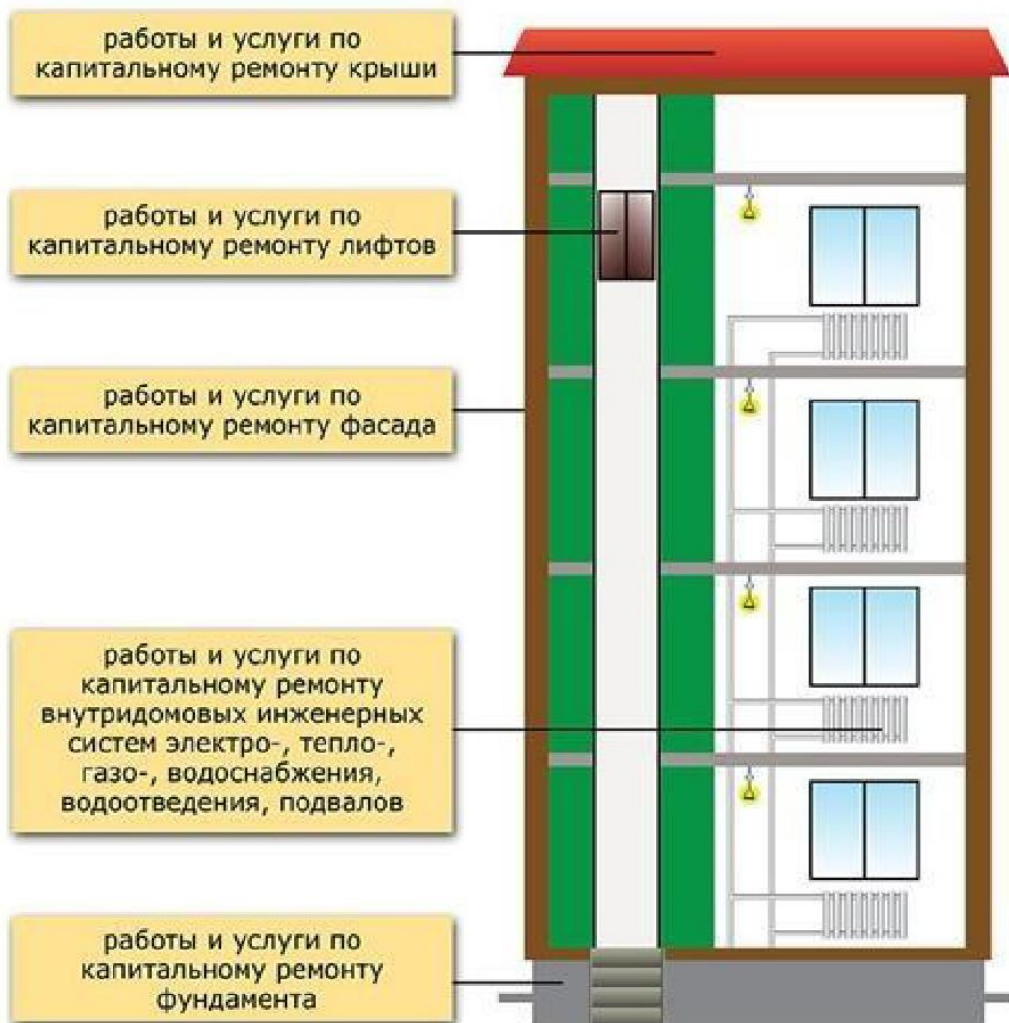 работы и услуги по
капитальному ремонту крыши
работы и услуги по
капитальному ремонту лифтов
работы и услуги по
капитальному ремонту фасада
работы и услуги по
капитальному ремонту
внутридомовых инженерных
систем электро-, тепло-,
газо-, водоснабжения,
водоотведения, подвалов
работы и услуги по
капитальному ремонту
фундамента